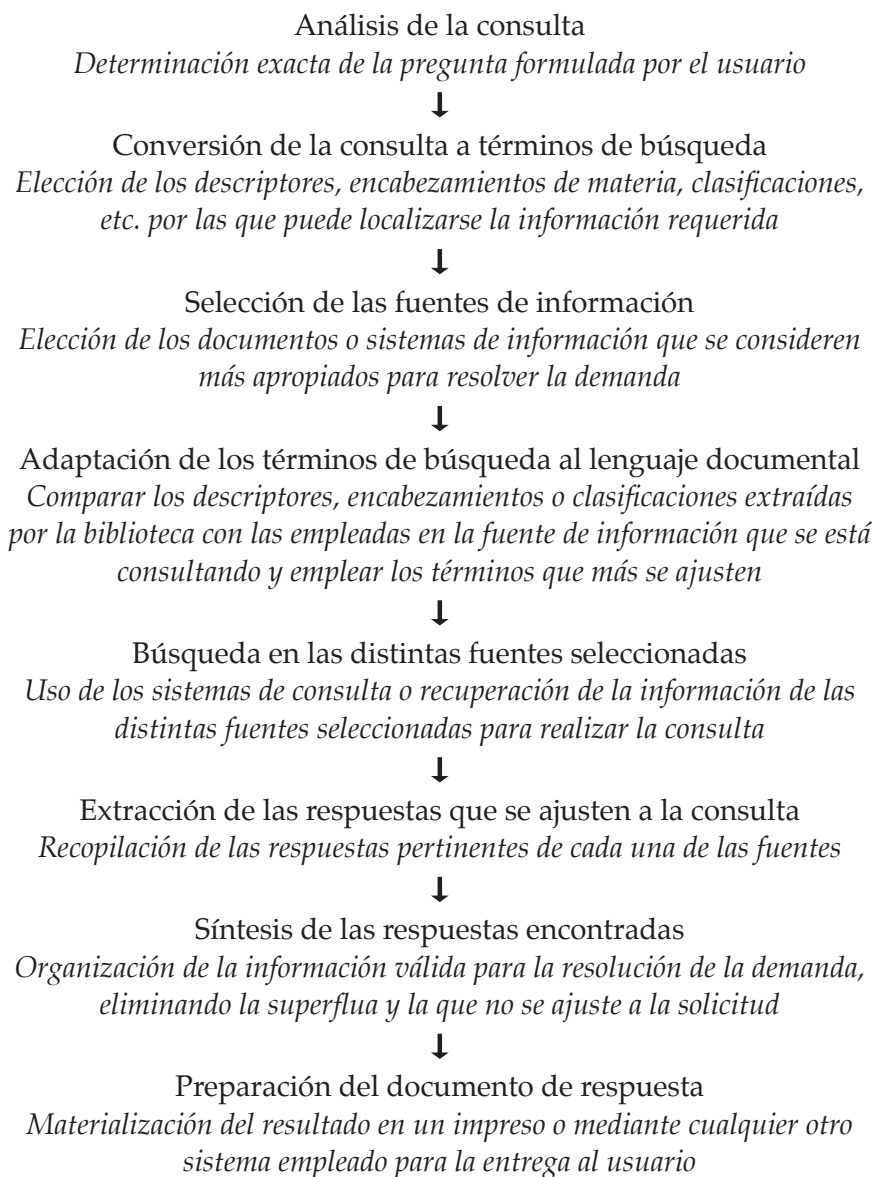 Análisis de la consulta
Determinación exacta de la pregunta formulada por el usuario
Conversión de la consulta a términos de búsqueda
Elección de los descriptores, encabezamientos de materia, clasificaciones,
etc. por las que puede localizarse la información requerida
Selección de las fuentes de información
Elección de los documentos o sistemas de información que se consideren
más apropiados para resolver la demanda
Adaptación de los términos de búsqueda al lenguaje documental
Comparar los descriptores, encabezamientos o clasificaciones extraídas
por la biblioteca con las empleadas en la fuente de información que se está
consultando y emplear los términos que más se ajusten
Búsqueda en las distintas fuentes seleccionadas
Uso de los sistemas de consulta o recuperación de la información de las
distintas fuentes seleccionadas para realizar la consulta
Extracción de las respuestas que se ajusten a la consulta
Recopilación de las respuestas pertinentes de cada una de las fuentes
Síntesis de las respuestas encontradas
Organización de la información válida para la resolución de la demanda,
eliminando la superflua y la que no se ajuste a la solicitud
Preparación del documento de respuesta
Materialización del resultado en un impreso o mediante cualquier otro
sistema empleado para la entrega al usuario